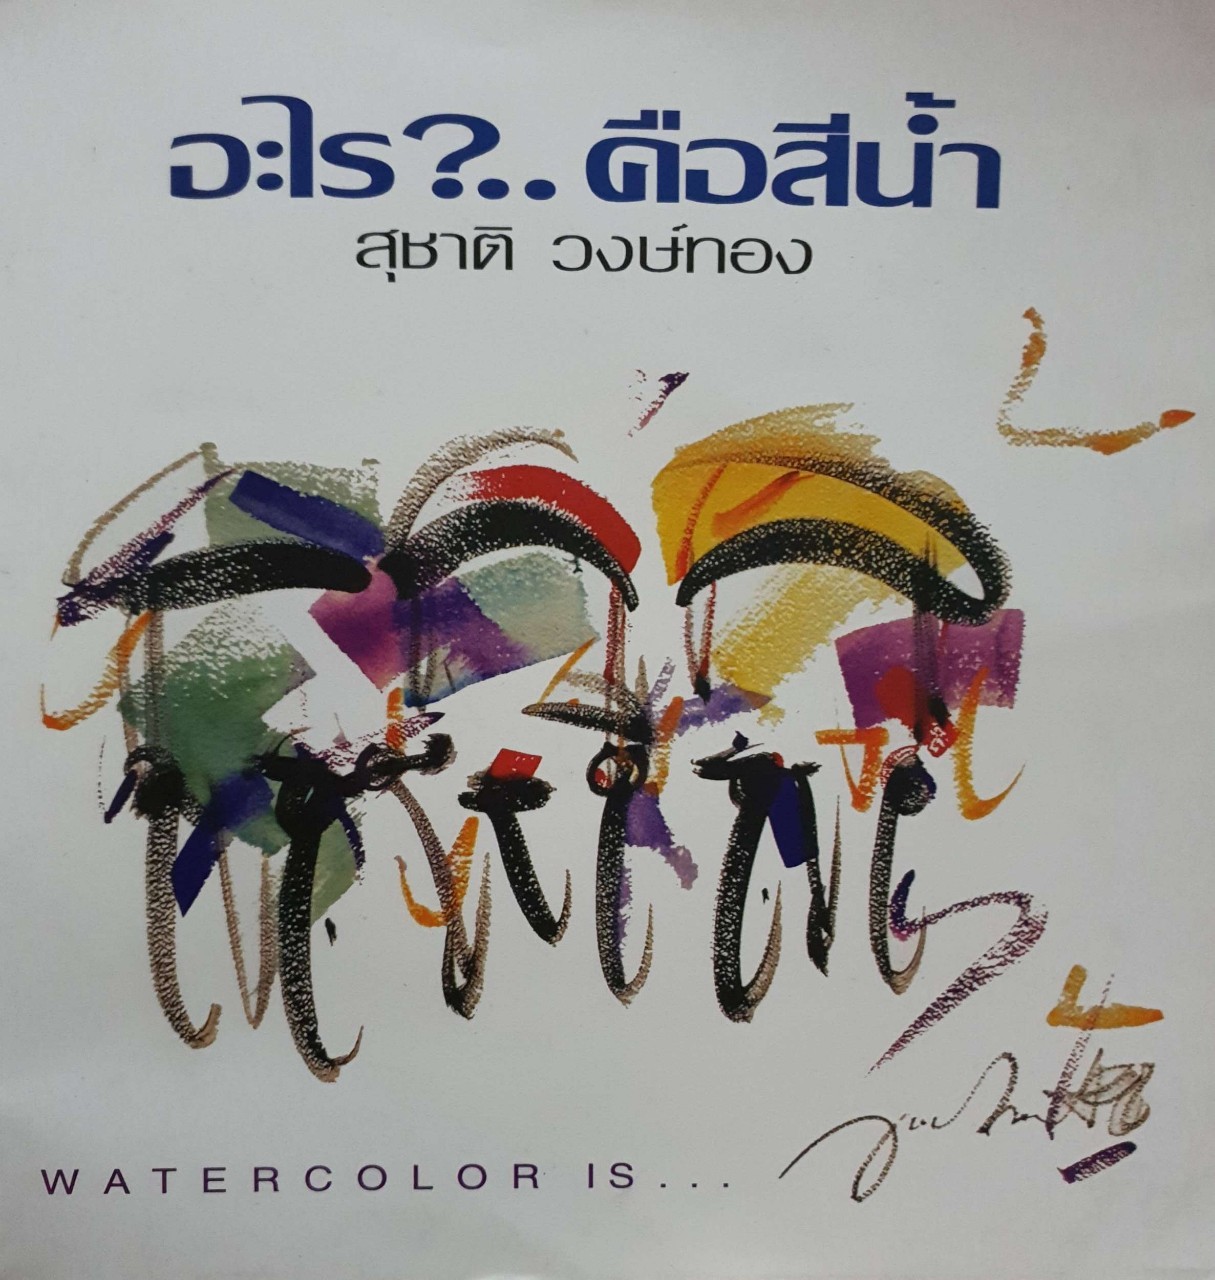 อะไร?.. คือสีน้ำ
สุชาติ วงษ์ทอง
WATERCOLOR IS...